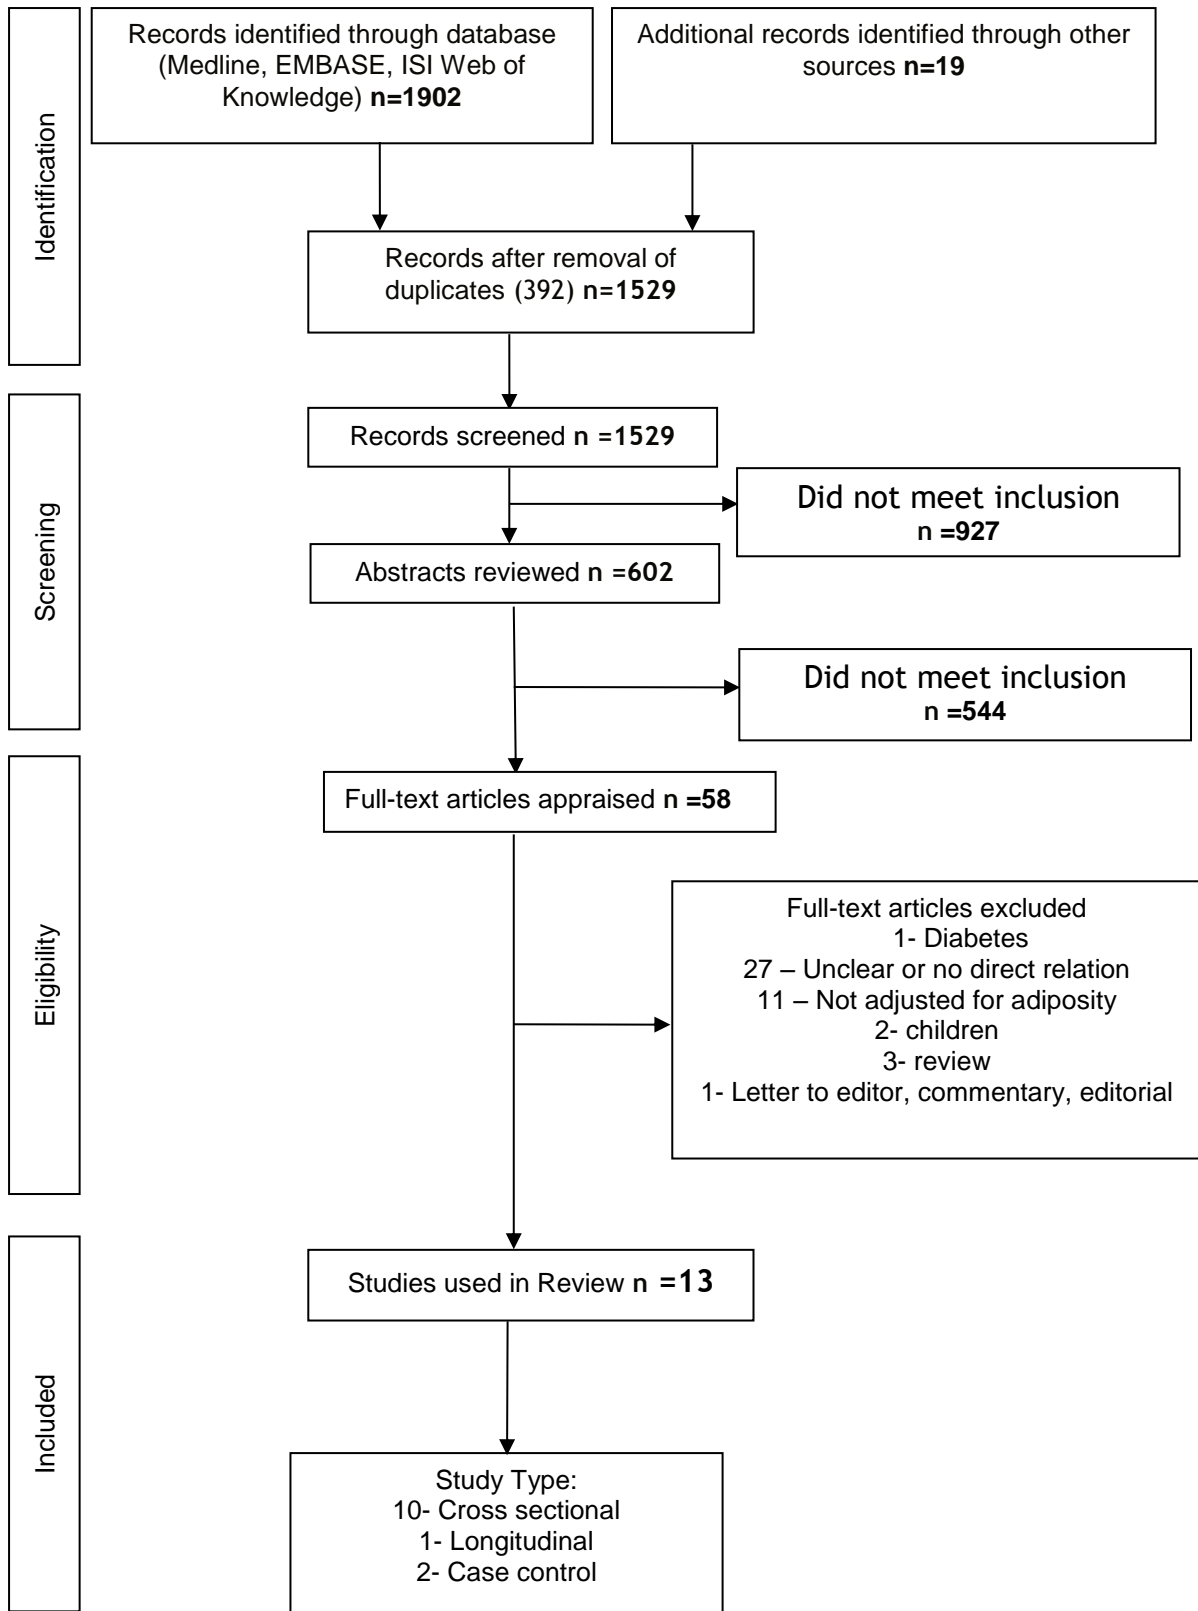 Identification
Records identified through database
(Medline, EMBASE, ISI Web of
Knowledge) n=1902
Additional records identified through other
sources n=19
Records after removal of
duplicates (392) n=1529
Screening
Records screened n =1529
Did not meet inclusion
n =927
Abstracts reviewed n =602
Did not meet inclusion
n =544
Eligibility
Full-text articles appraised n =58
Full-text articles excluded
1- Diabetes
27 – Unclear or no direct relation
11 – Not adjusted for adiposity
2- children
3- review
1- Letter to editor, commentary, editorial
Included
Studies used in Review n =13
Study Type:
10- Cross sectional
1- Longitudinal
2- Case control